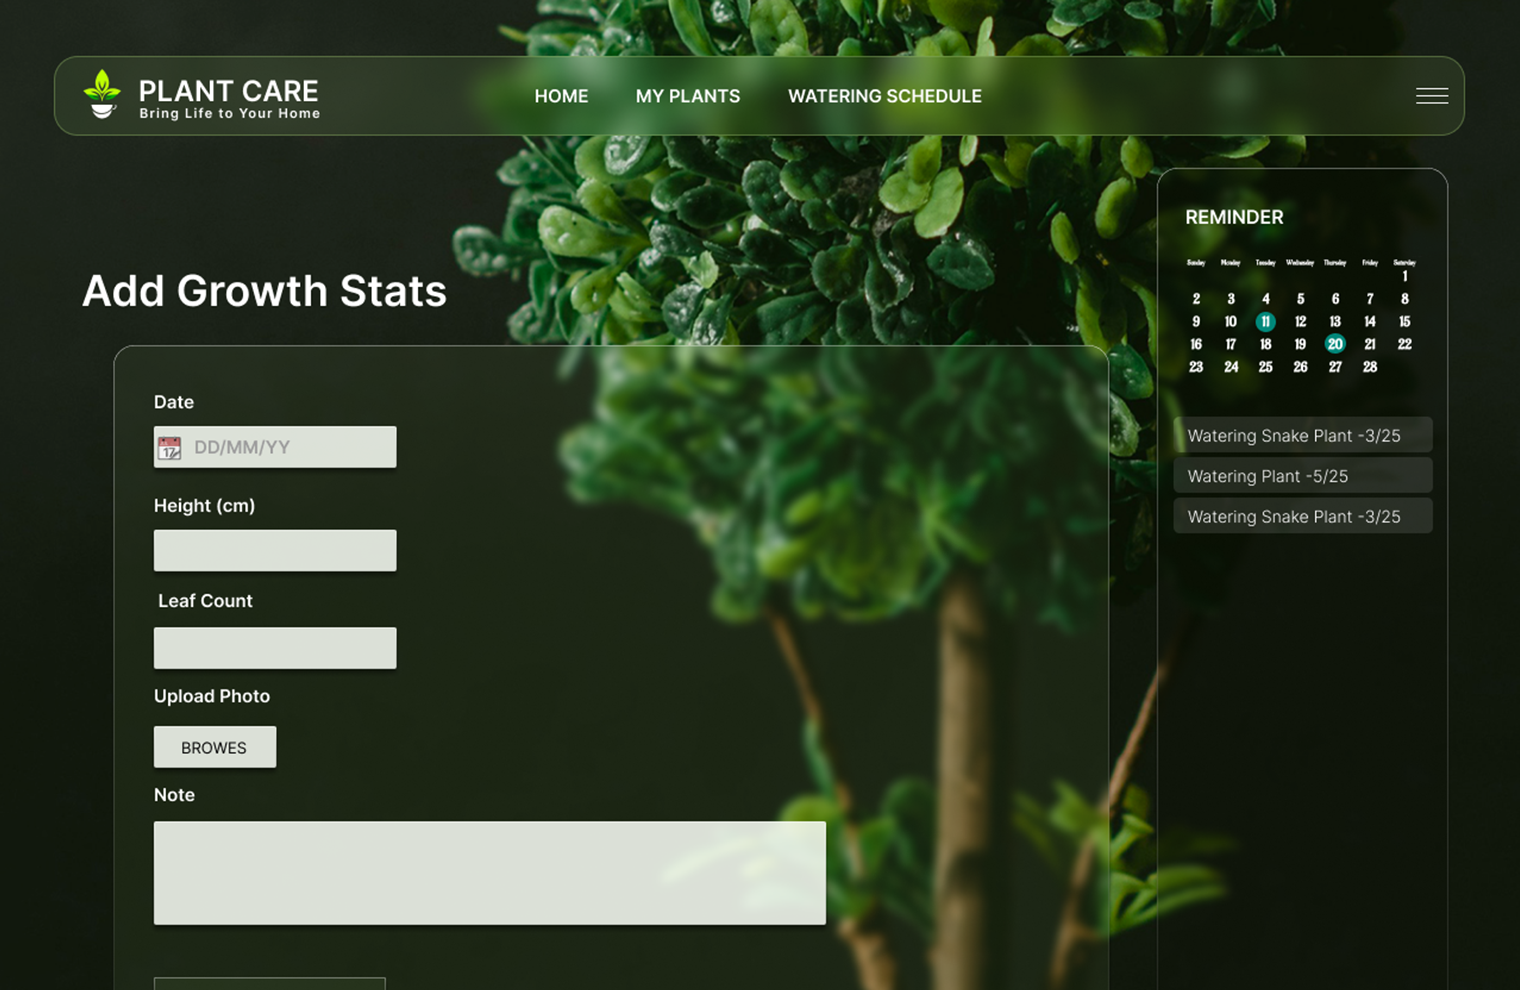 PLANT CARE
Bring Life to Your Home
HOME MY PLANTS WATERING SCHEDULE
REMINDER
Sunday Monday Tuesday Wednesday Thursday Friday Saturday
1
2 3 4 5 6 7 8
9 10 11 12 13 14 15
16 17 18 19 20 21 22
23 24 25 26 27 28
Watering Snake Plant -3/25
Watering Plant -5/25
Watering Snake Plant -3/25
Add Growth Stats
Date
17
DD/MM/YY
Height (cm)
Leaf Count
Upload Photo
BROWES
Note